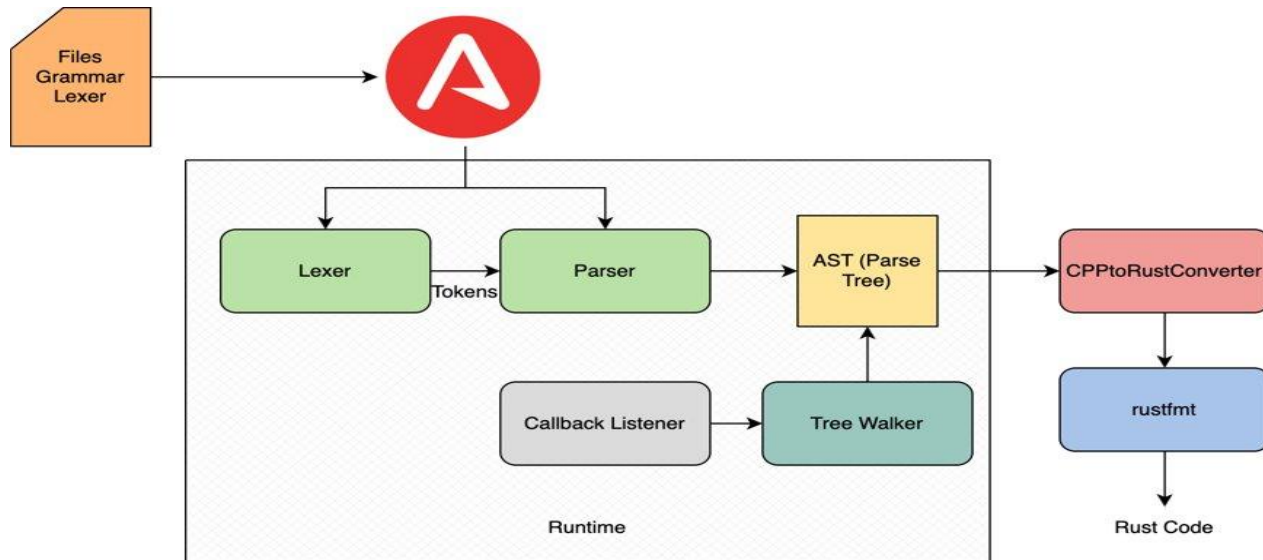 Files
Grammar
Lexer
Lexer
Tokens
Parser
AST (Parse
Tree)
CPPtoRustConverter
Callback Listener
Tree Walker
rustfmt
Runtime
Rust Code